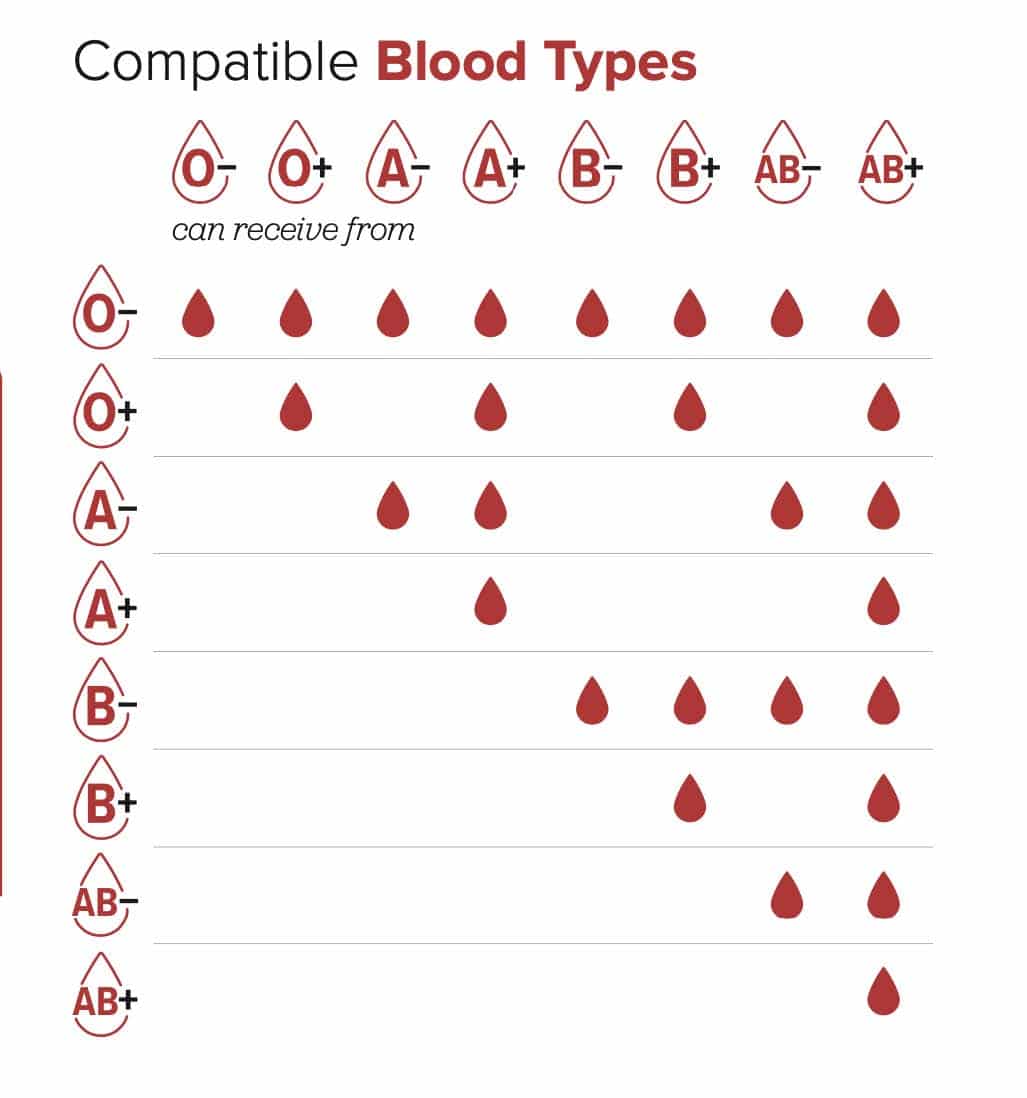 Compatible Blood Types
O- O+ A- A+ B- B+ AB- AB+
can receive from
O-
O+
A-
A+
B-
B+
AB-
AB+